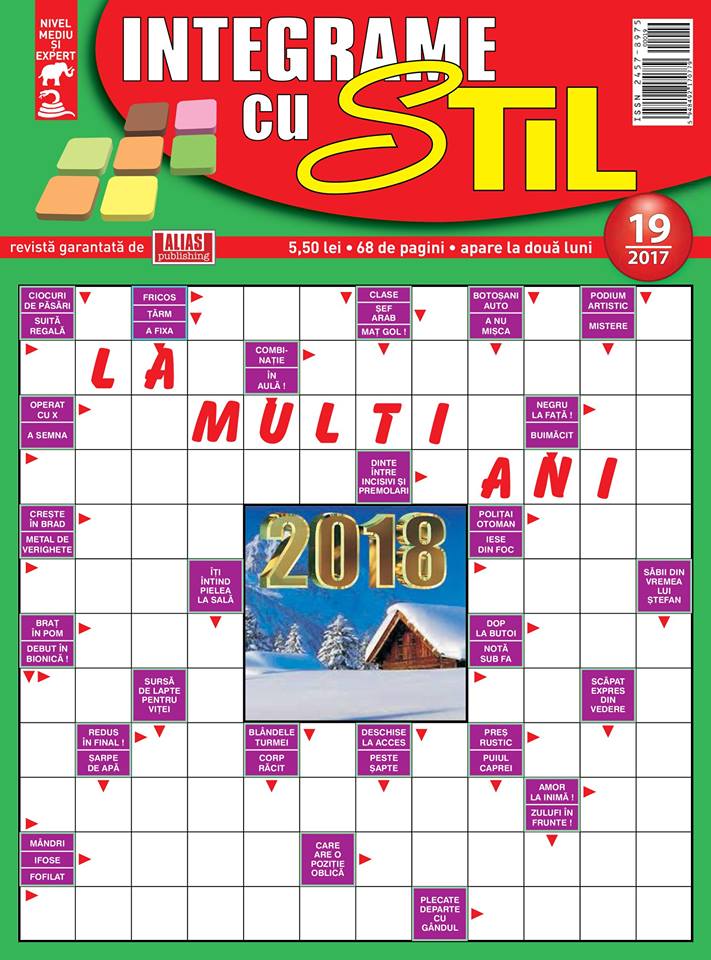 NIVEL
MEDIU
ȘI
EXPERT
INTEGRAME
CU
STIL
ISSN 2457-8975
00019
revistă garantată de
ALIAS
publishing
5,50 lei • 68 de pagini • apare la două luni
19
2017
CIOCURI
DE PĂSĂRI
SUITĂ
REGALĂ
FRICOS
ȚĂRM
A FIXA
CLASE
ȘEF
ARAB
MAȚ GOL !
BOTOȘANI
AUTO
A NU
MIȘCA
PODIUM
ARTISTIC
MISTERE
LA
COMBI-
NAȚIE
ÎN
AULĂ !
OPERAT
CU X
A SEMNA
MULTI
NEGRU
LA FAȚĂ !
BUIMĂCIT
DINTE
ÎNTRE
INCISIVI ȘI
PREMOLARI
ANI
CREȘTE
ÎN BRAD
METAL DE
VERIGHETE
2018
POLIȚAI
OTOMAN
IESE
DIN FOC
ÎȚI
ÎNTIND
PIELEA
LA SALĂ
SĂBII DIN
VREMEA
LUI
ȘTEFAN
BRAȚ
ÎN POM
DEBUT ÎN
BIONICĂ !
DOP
LA BUTOI
NOTĂ
SUB FA
SURSĂ
DE LAPTE
PENTRU
VIȚEI
SCĂPAT
EXPRES
DIN
VEDERE
REDUS
ÎN FINAL !
ȘARPE
DE APĂ
BLÂNDELE
TURMEI
CORP
RĂCIT
DESCHISE
LA ACCES
PESTE
ȘAPTE
PREȘ
RUSTIC
PUIUL
CAPREI
AMOR
LA INIMĂ !
ZULUFI ÎN
FRUNTE !
MÂNDRI
IFOSE
FOFILAT
CARE
ARE O
POZIȚIE
OBLICĂ
PLECATE
DEPARTE
CU
GÂNDUL